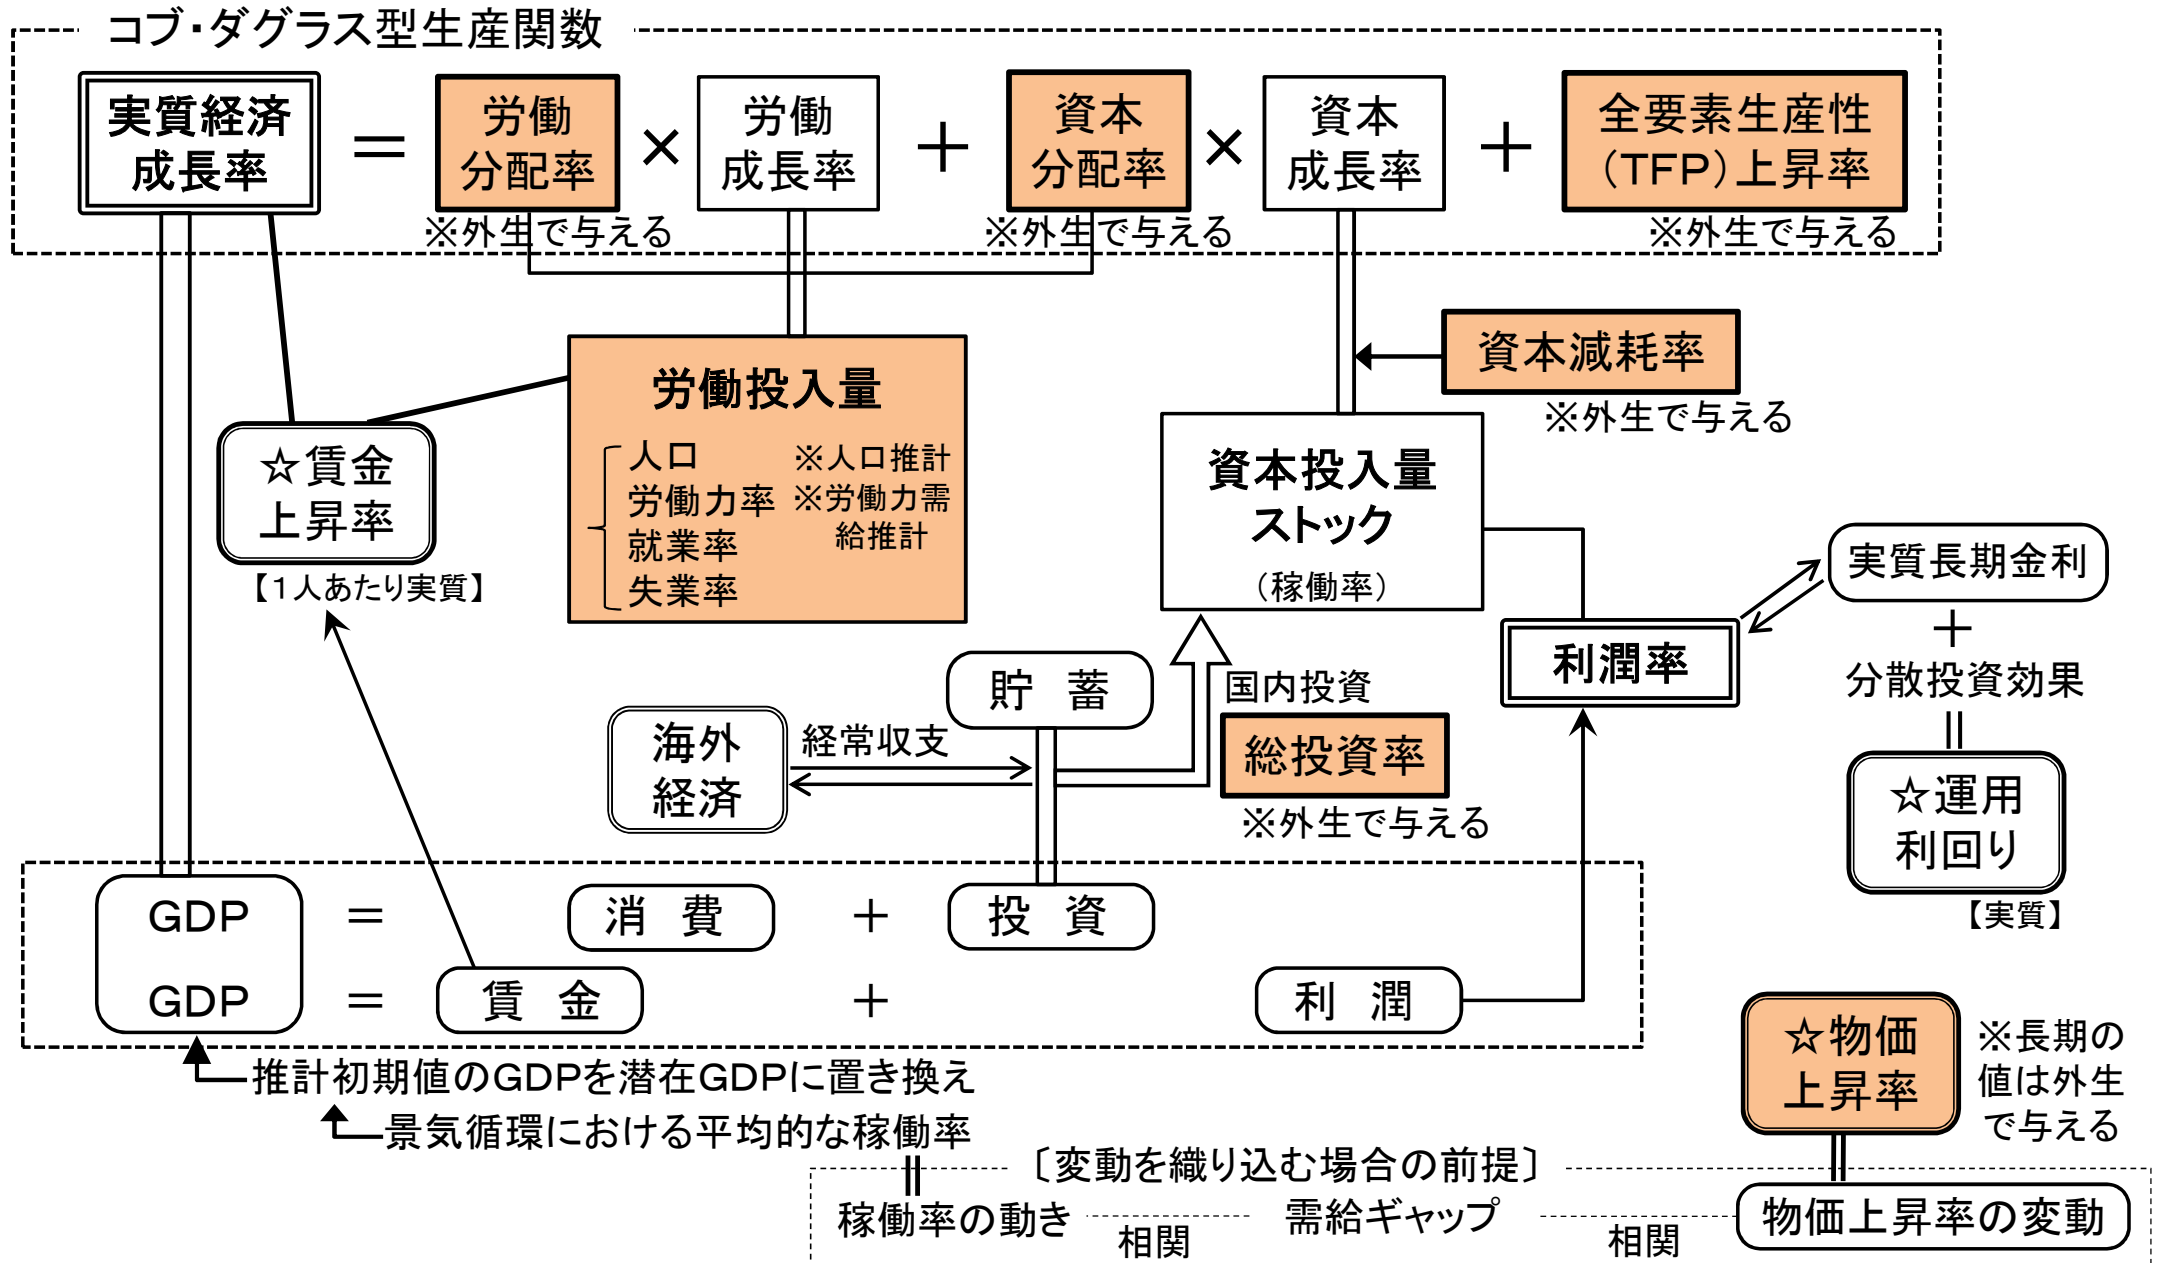 コブ・ダグラス型生産関数
実質経済
成長率
＝
労働
分配率
×
労働
成長率
＋
資本
分配率
×
資本
成長率
＋
全要素生産性
（TFP）上昇率
※外生で与える
※外生で与える
※外生で与える
資本減耗率
※外生で与える
労働投入量
人口
労働力率
就業率
失業率
※人口推計
※労働力需
給推計
☆賃金
上昇率
【１人あたり実質】
資本投入量
ストック
（稼働率）
実質長期金利
＋
分散投資効果
☆運用
利回り
【実質】
利潤率
貯　蓄
国内投資
総投資率
※外生で与える
海外
経済
経常収支
GDP ＝ 消　費 ＋ 投　資
GDP ＝ 賃　金 ＋ 利　潤
推計初期値のGDPを潜在GDPに置き換え
景気循環における平均的な稼働率
☆物価
上昇率
※長期の
値は外生
で与える
〔変動を織り込む場合の前提〕
稼働率の動き
相関
需給ギャップ
相関
物価上昇率の変動